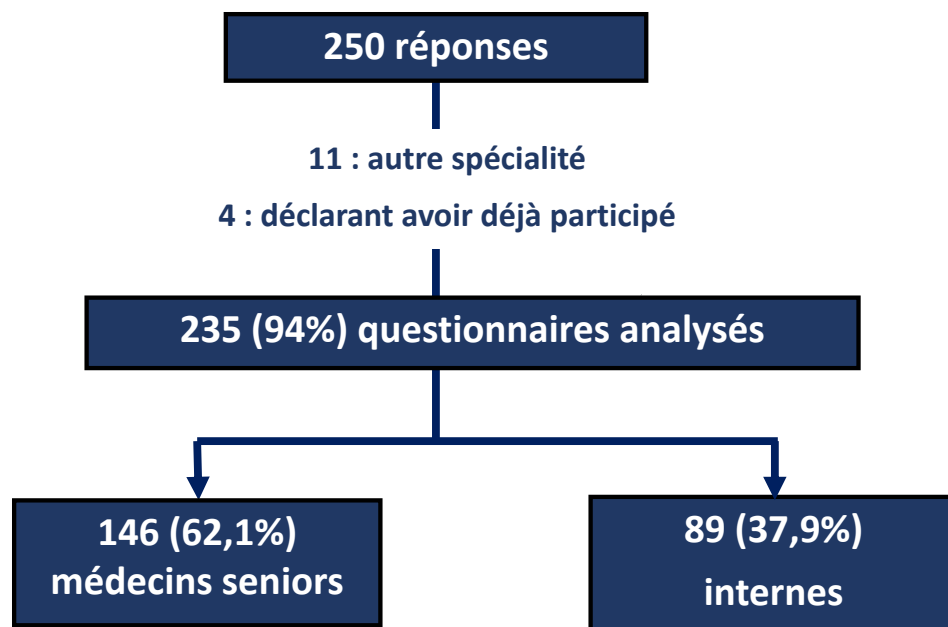 250 réponses
11 : autre spécialité
4 : déclarant avoir déjà participé
235 (94%) questionnaires analysés
146 (62,1%)
médecins seniors
89 (37,9%)
internes